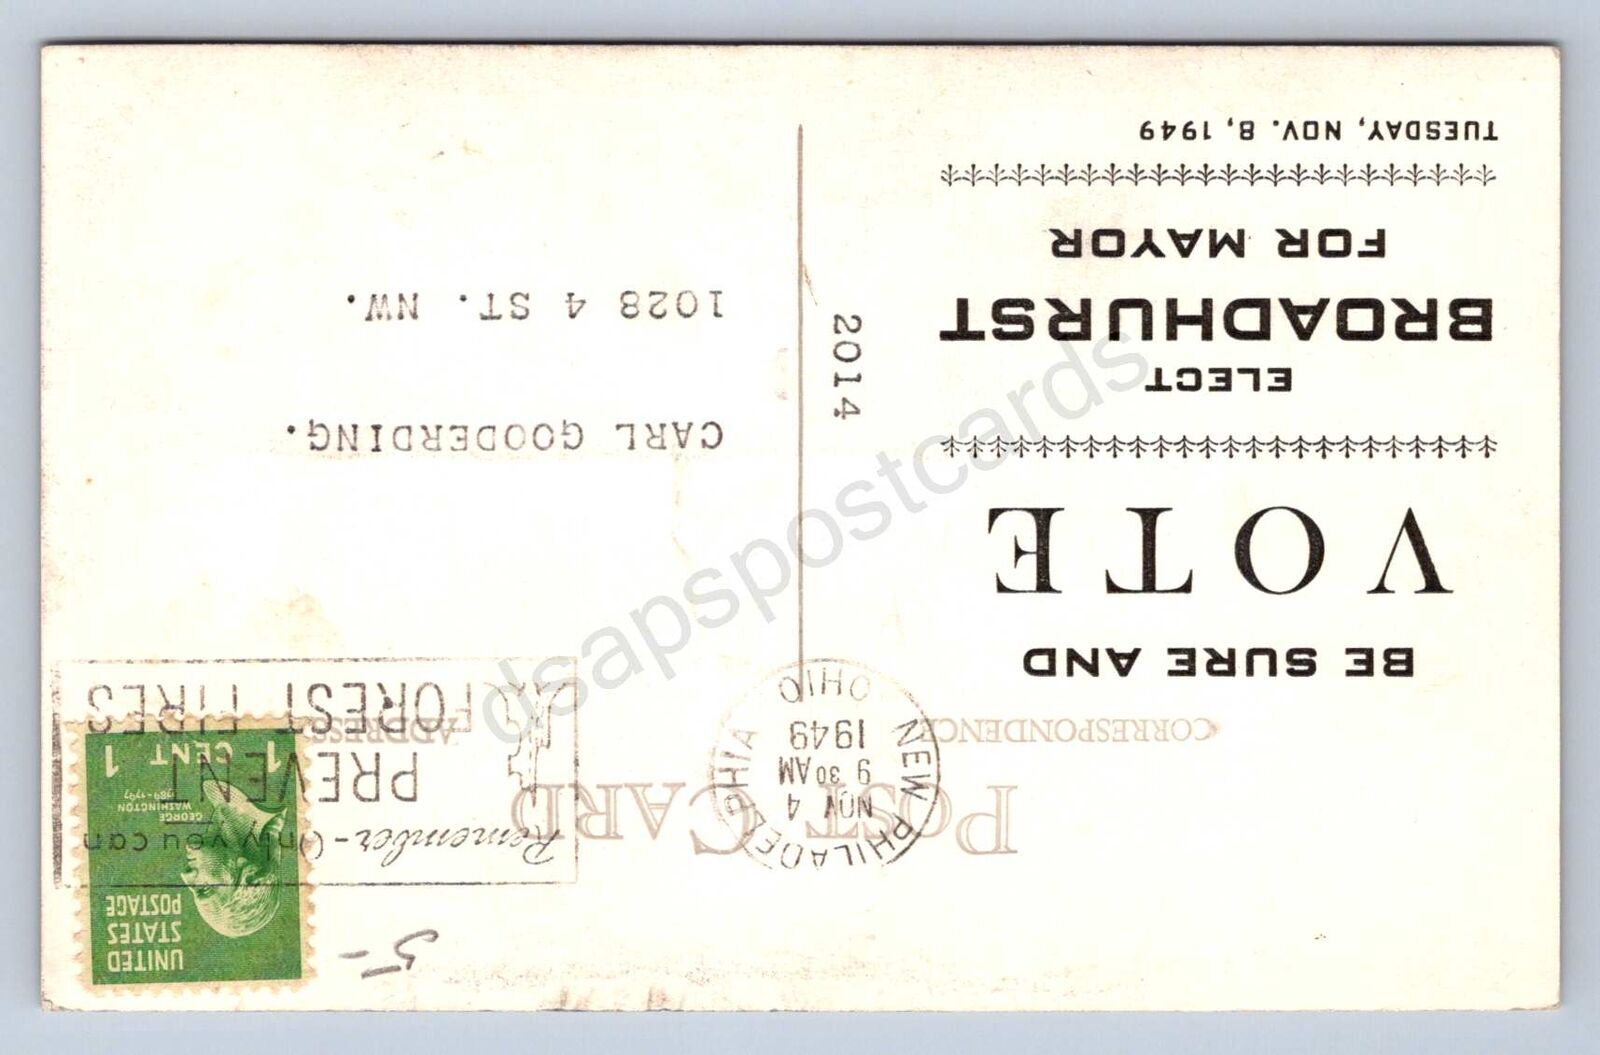 POST CARD
CORRESPONDENCE
ADDRESS
BE SURE AND
VOTE
ELECT
BROADHURST
FOR MAYOR
TUESDAY, NOV. 8, 1949
2014
NEW PHILADELPHIA
OHIO
NOV 4
9 30 AM
1949
Remember - Only you can
PREVENT
FOREST FIRES
UNITED
STATES
POSTAGE
GEORGE
WASHINGTON
1789-1797
1 CENT 1
5-
CARL GOODERDING.
1028 4 ST. NW.
dsapspostcards